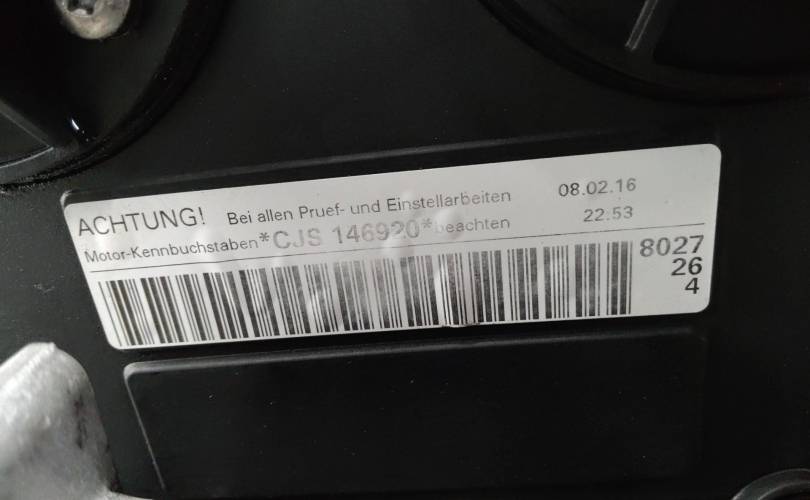 ACHTUNG! Bei allen Pruef- und Einstellarbeiten 08.02.16
Motor-Kennbuchstaben *CJS 146920* beachten 22:53
8027
26
4